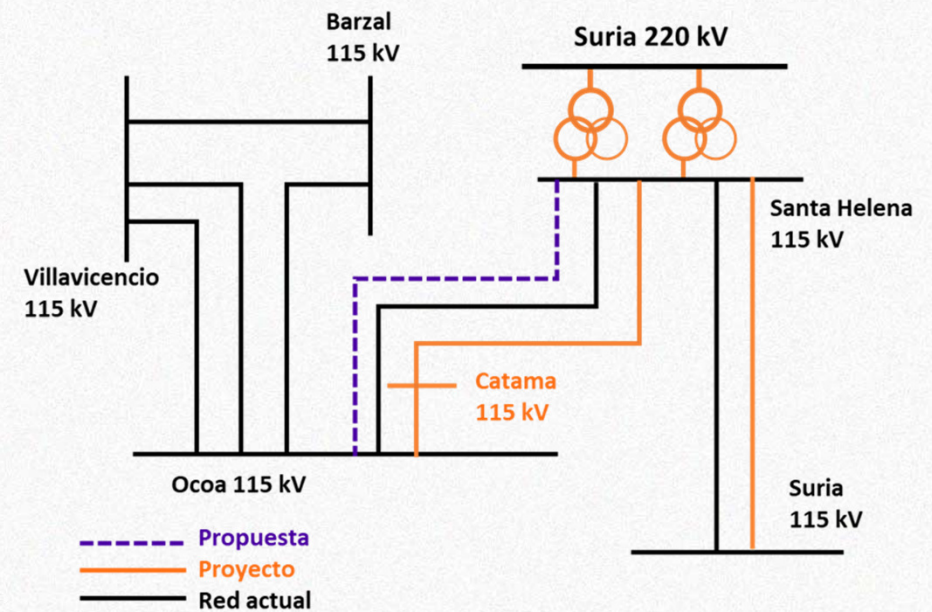 Barzal
115 kV
Suria 220 kV
Santa Helena
115 kV
Villavicencio
115 kV
Catama
115 kV
Ocoa 115 kV
Suria
115 kV
Propuesta
Proyecto
Red actual